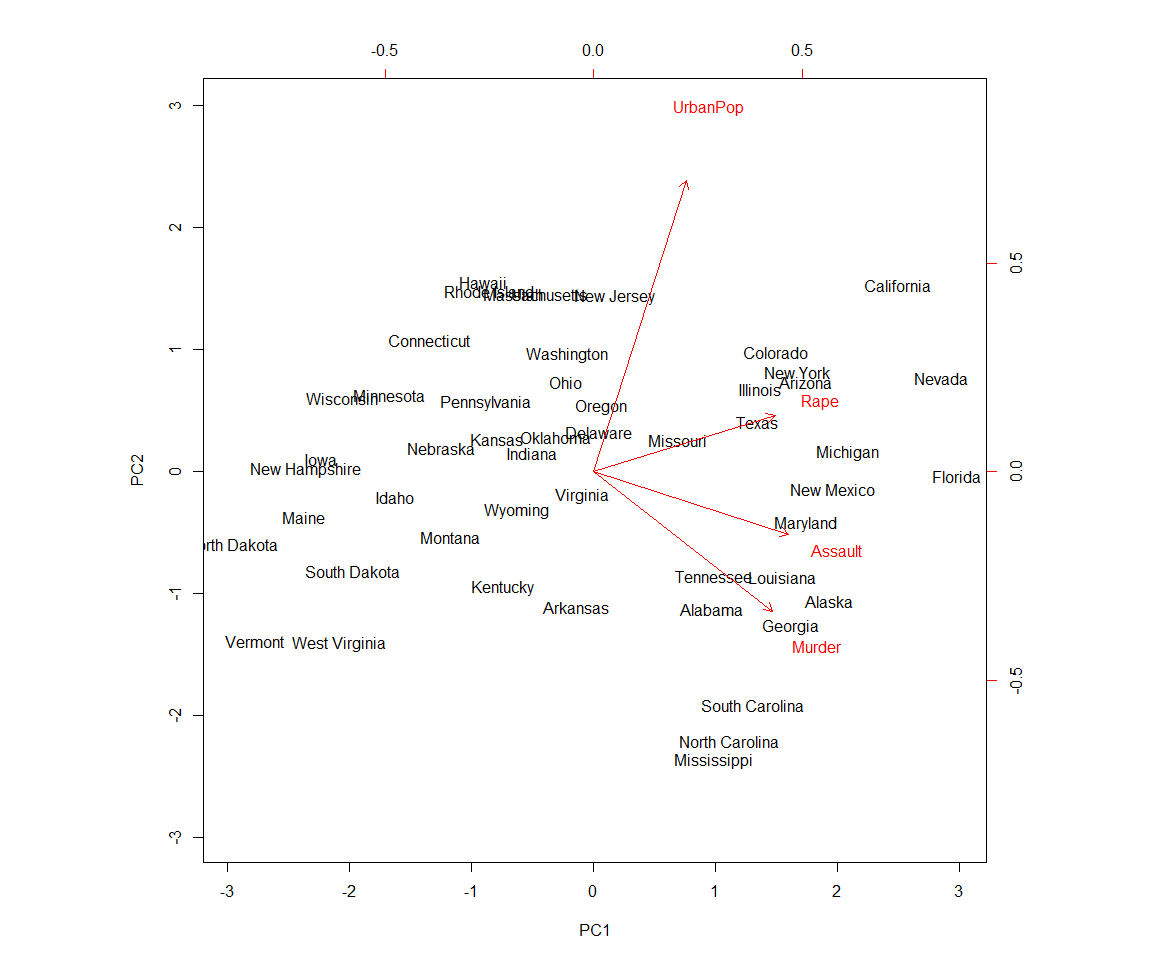 -0.5 0.0 0.5
UrbanPop
3
2
1
0
-1
-2
-3
PC2
0.5
0.0
-0.5
Hawaii
Rhode Island
Massachusetts
New Jersey
California
Connecticut
Washington
Colorado
New York
Arizona
Nevada
Ohio
Illinois
Wisconsin
Minnesota
Pennsylvania
Oregon
Rape
Texas
Delaware
Kansas
Oklahoma
Missouri
Nebraska
Indiana
Michigan
Iowa
New Hampshire
Florida
New Mexico
Idaho
Virginia
Wyoming
Maine
Maryland
Montana
orth Dakota
Assault
South Dakota
Tennessee
Louisiana
Kentucky
Alaska
Arkansas
Alabama
Georgia
Vermont
West Virginia
Murder
South Carolina
North Carolina
Mississippi
-3 -2 -1 0 1 2 3
PC1